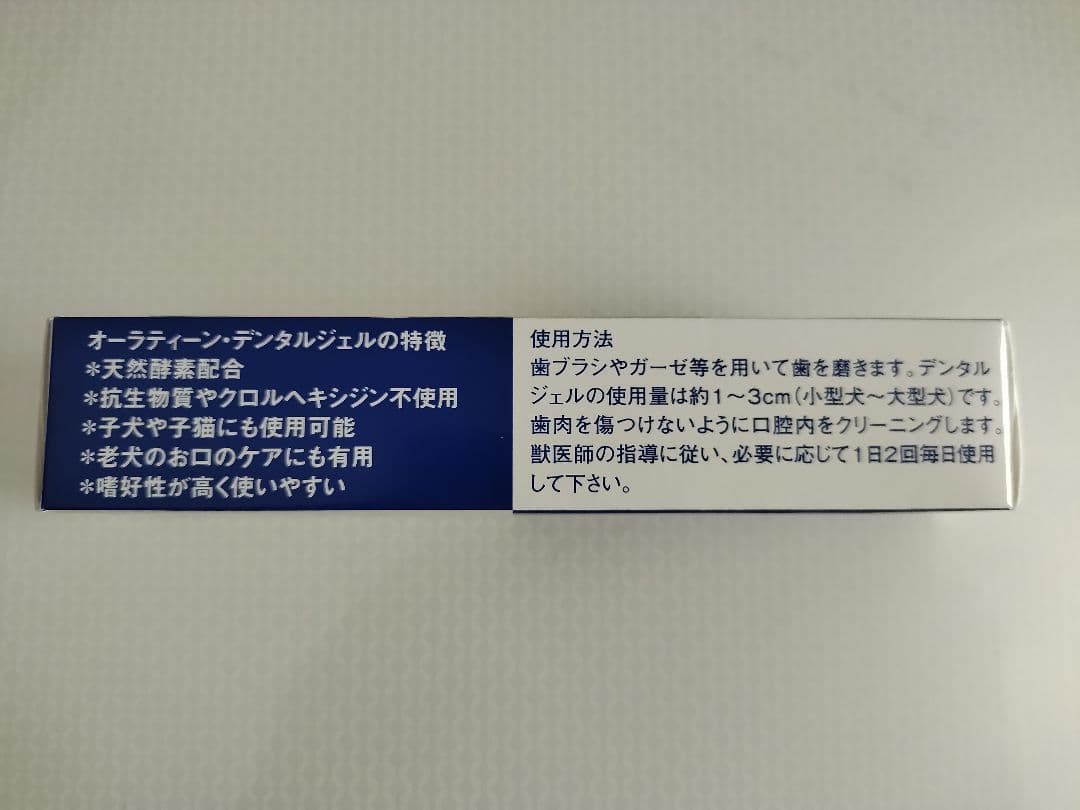 オーラティーン・デンタルジェルの特徴
＊天然酵素配合
＊抗生物質やクロルヘキシジン不使用
＊子犬や子猫にも使用可能
＊老犬のお口のケアにも有用
＊嗜好性が高く使いやすい
使用方法
歯ブラシやガーゼ等を用いて歯を磨きます。デンタル
ジェルの使用量は約1～3cm（小型犬～大型犬）です。
歯肉を傷つけないように口腔内をクリーニングします。
獣医師の指導に従い、必要に応じて1日2回毎日使用
して下さい。